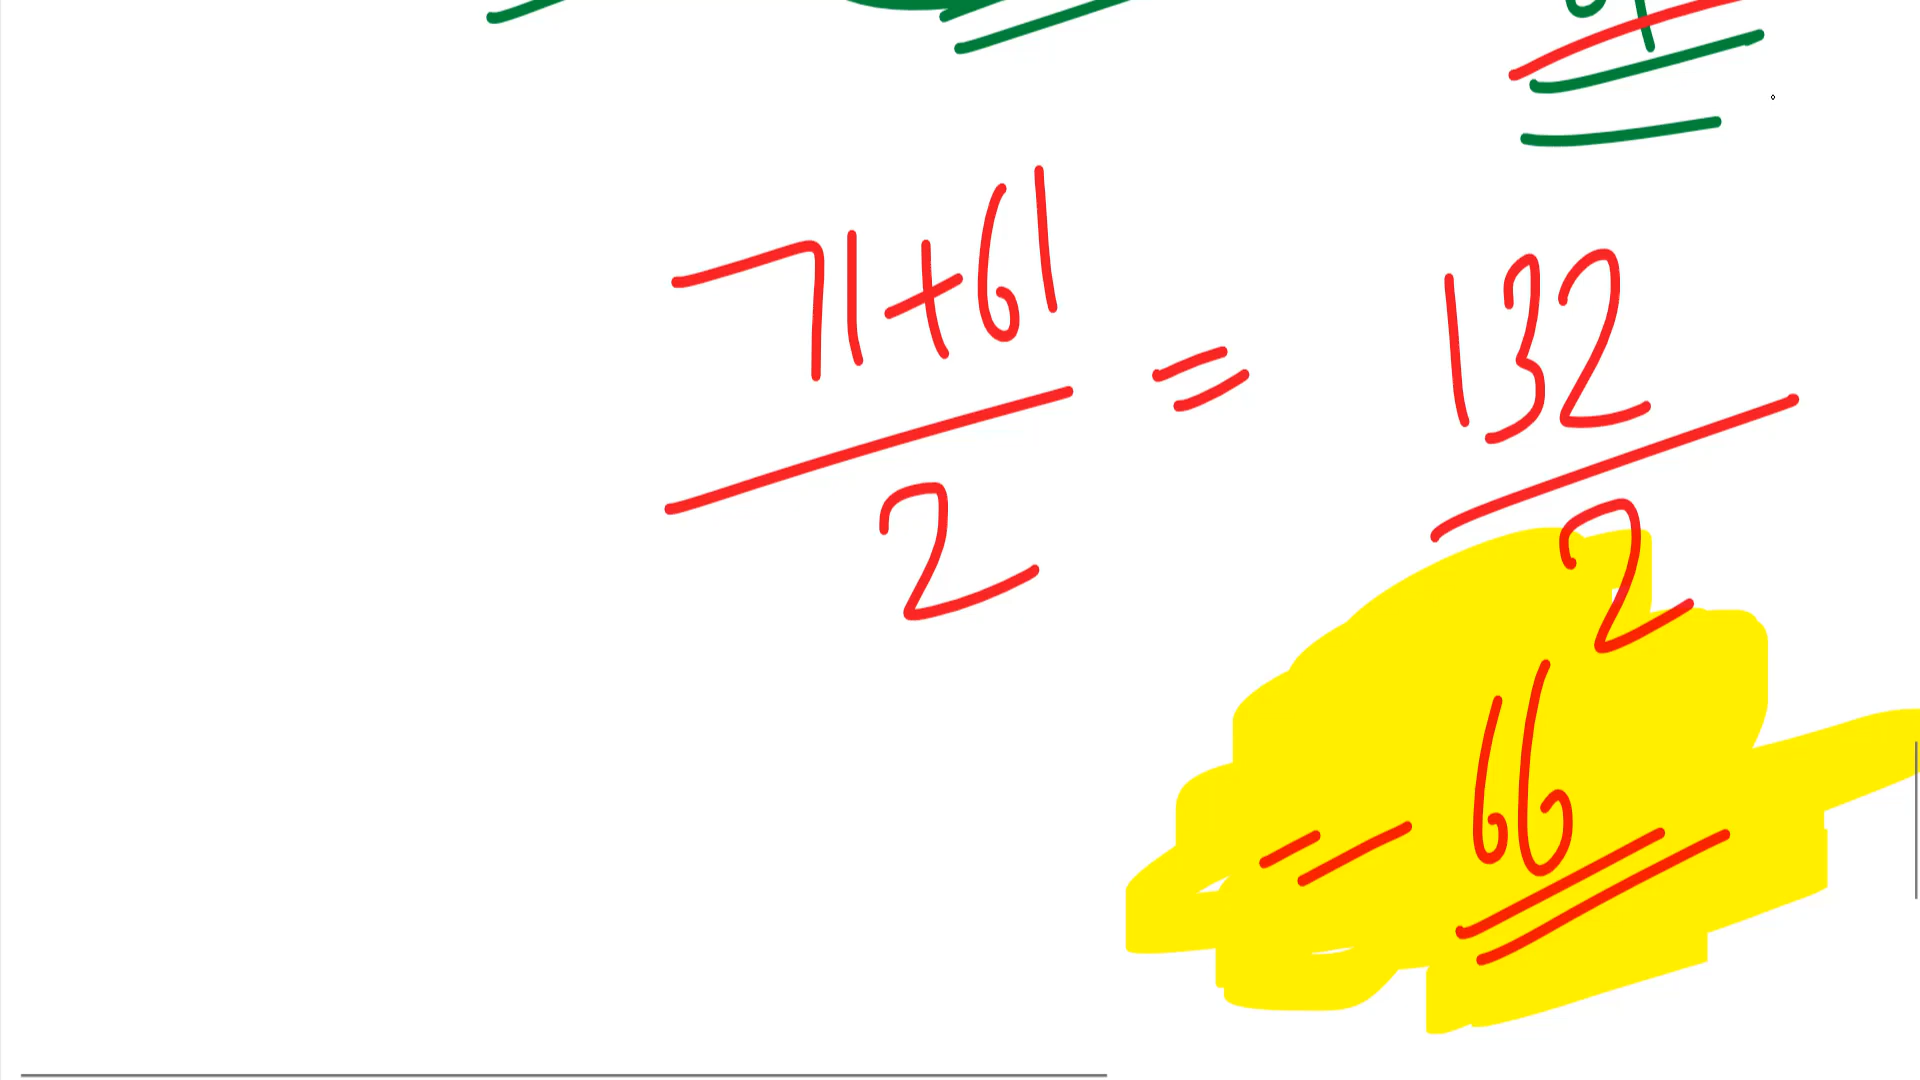 71+61 = 132
2 2
= 66